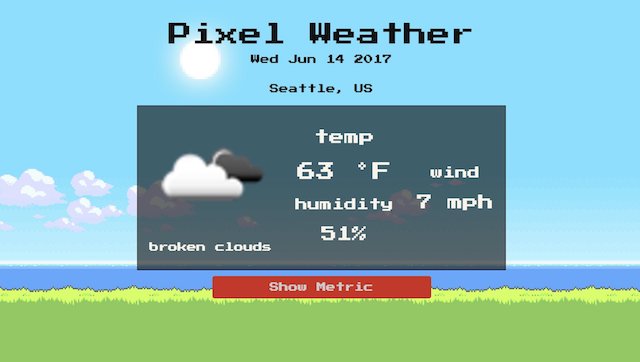 Pixel Weather
Wed Jun 14 2017
Seattle, US
temp
63 °F
wind
humidity
7 mph
51%
broken clouds
Show Metric